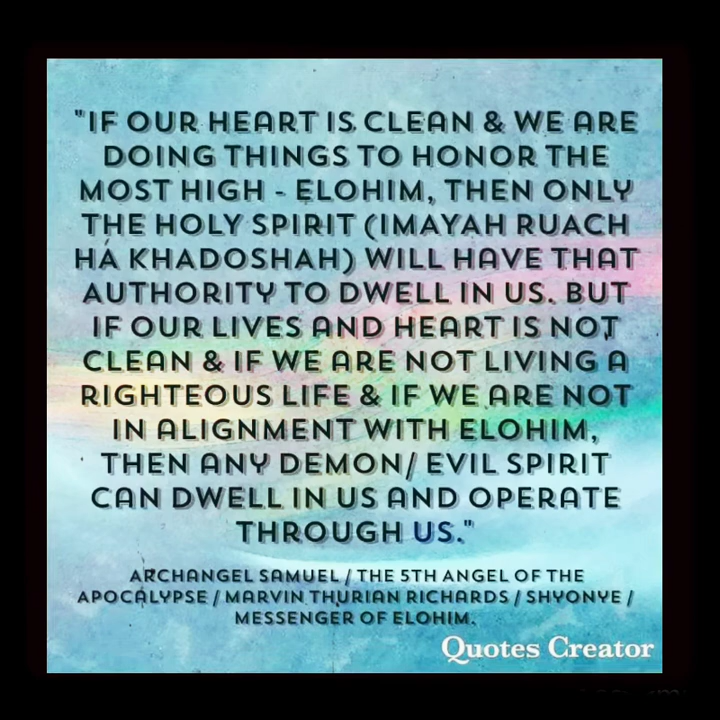 "IF OUR HEART IS CLEAN & WE ARE
DOING THINGS TO HONOR THE
MOST HIGH - ELOHIM, THEN ONLY
THE HOLY SPIRIT (IMAYAH RUACH
HA KHADOSHAH) WILL HAVE THAT
AUTHORITY TO DWELL IN US. BUT
IF OUR LIVES AND HEART IS NOT
CLEAN & IF WE ARE NOT LIVING A
RIGHTEOUS LIFE & IF WE ARE NOT
IN ALIGNMENT WITH ELOHIM,
THEN ANY DEMON/ EVIL SPIRIT
CAN DWELL IN US AND OPERATE
THROUGH US."
ARCHANGEL SAMUEL / THE 5TH ANGEL OF THE
APOCALYPSE / MARVIN THURIAN RICHARDS / SHYONYE /
MESSENGER OF ELOHIM.
Quotes Creator